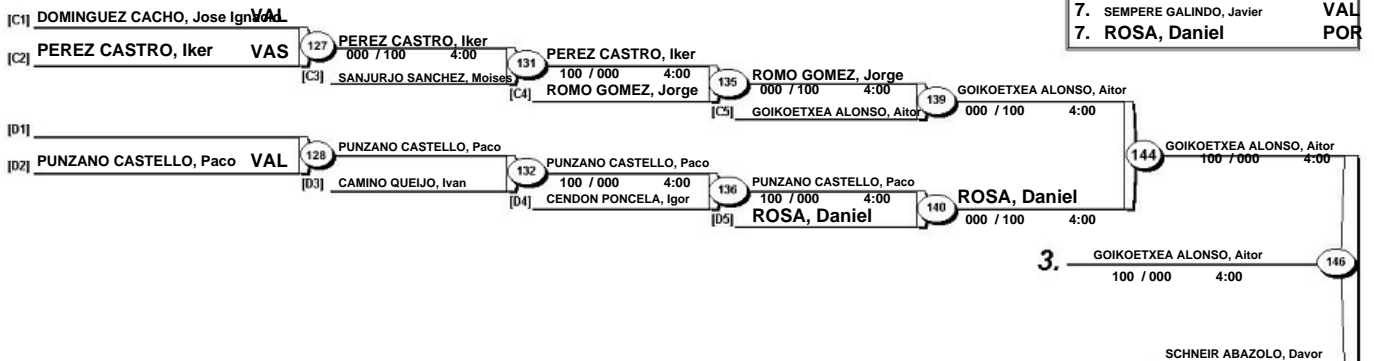 7. SEMPERE GALINDO, Javier VAL
7. ROSA, Daniel POR
[C1] DOMINGUEZ CACHO, Jose Ignacio VAL
[C2] PEREZ CASTRO, Iker VAS
127
PEREZ CASTRO, Iker
000 / 100 4:00
[C3] SANJURJO SANCHEZ, Moises
131
PEREZ CASTRO, Iker
100 / 000 4:00
[C4] ROMO GOMEZ, Jorge
135
ROMO GOMEZ, Jorge
000 / 100 4:00
[C5] GOIKOETXEA ALONSO, Aitor
139
GOIKOETXEA ALONSO, Aitor
000 / 100 4:00
[D1]
[D2] PUNZANO CASTELLO, Paco VAL
128
PUNZANO CASTELLO, Paco
[D3] CAMINO QUEIJO, Ivan
132
PUNZANO CASTELLO, Paco
100 / 000 4:00
[D4] CENDON PONCELA, Igor
136
PUNZANO CASTELLO, Paco
100 / 000 4:00
[D5] ROSA, Daniel
140
ROSA, Daniel
000 / 100 4:00
144
GOIKOETXEA ALONSO, Aitor
100 / 000 4:00
3. GOIKOETXEA ALONSO, Aitor
100 / 000 4:00
146
SCHNEIR ABAZOLO, Davor